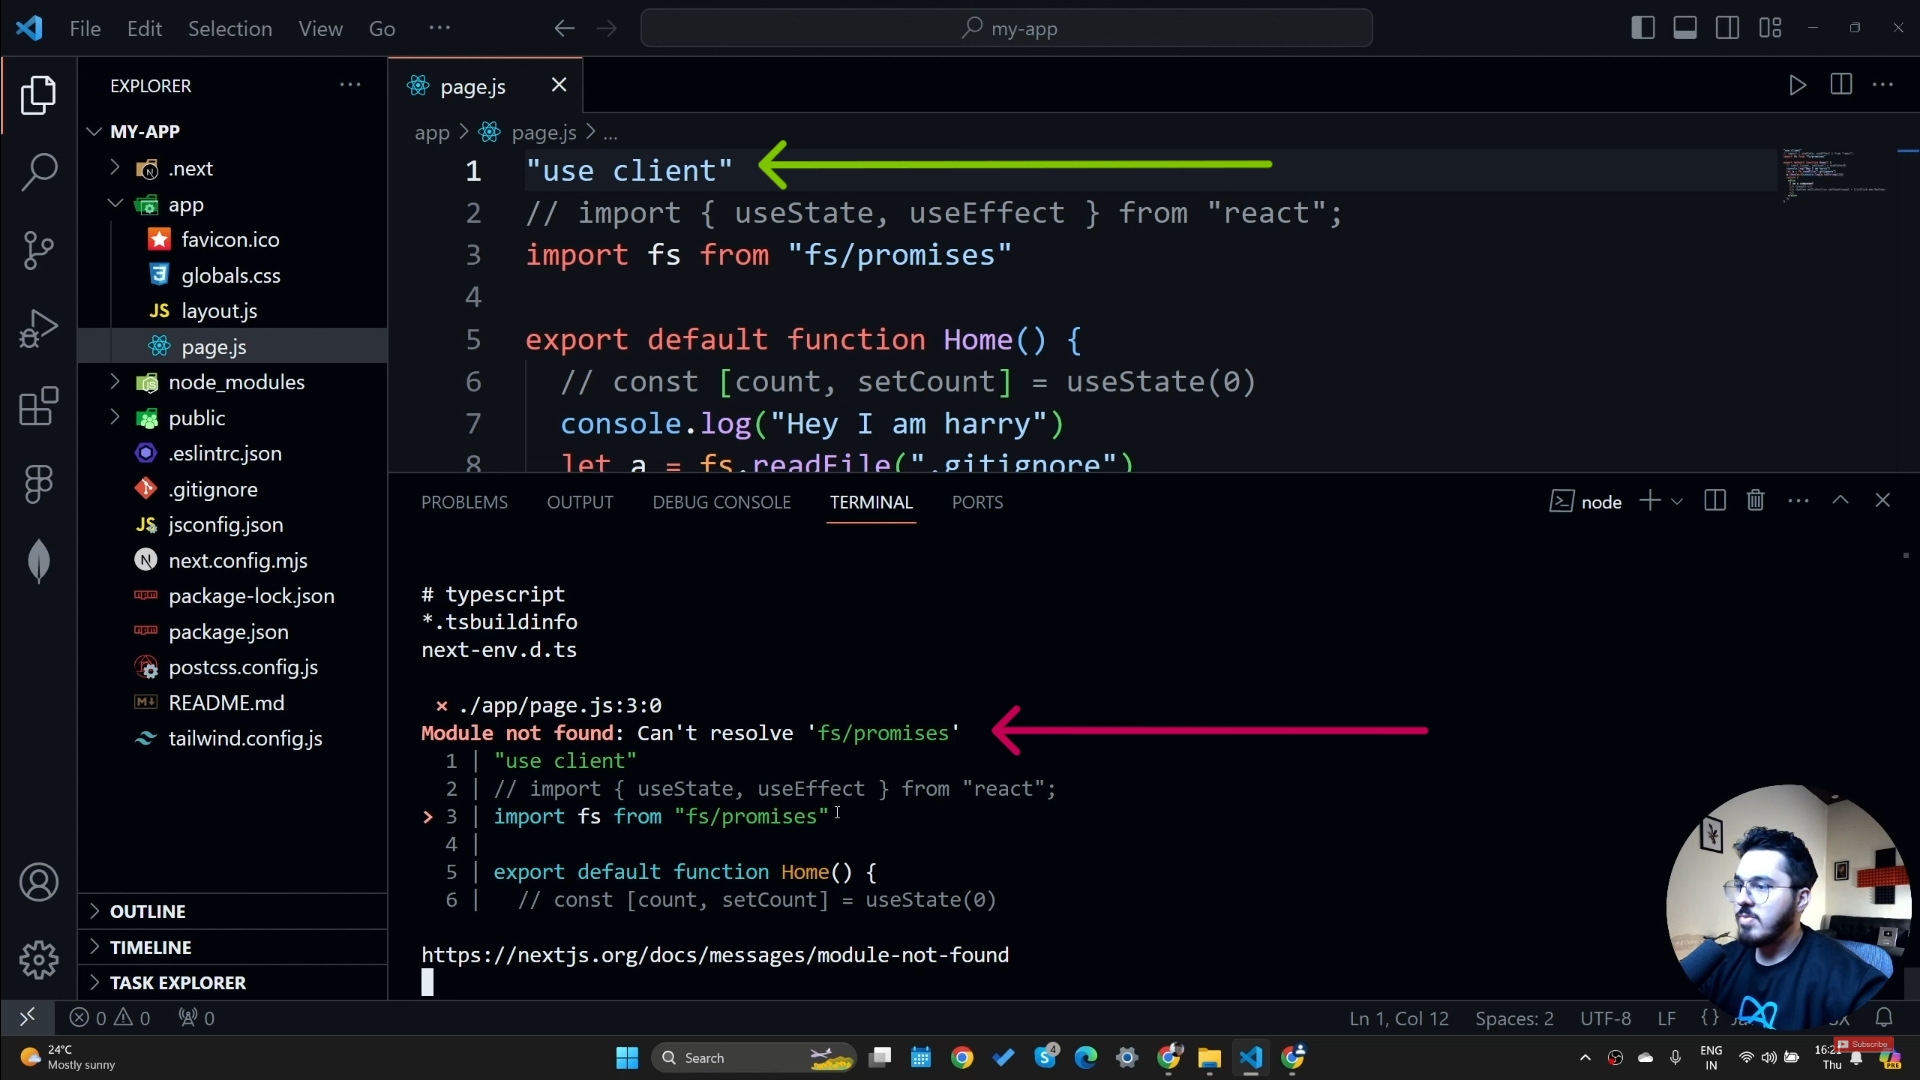 File Edit Selection View Go ··· my-app
EXPLORER ···
MY-APP
.next
app
favicon.ico
globals.css
JS layout.js
page.js
node_modules
public
.eslintrc.json
.gitignore
JS jsconfig.json
N next.config.mjs
package-lock.json
package.json
postcss.config.js
README.md
tailwind.config.js
OUTLINE
TIMELINE
TASK EXPLORER
page.js
app > page.js > ...
1 "use client"
2 // import { useState, useEffect } from "react";
3 import fs from "fs/promises"
4
5 export default function Home() {
6 // const [count, setCount] = useState(0)
7 console.log("Hey I am harry")
8 let a = fs.readFile(".gitignore")
PROBLEMS OUTPUT DEBUG CONSOLE TERMINAL PORTS node
# typescript
*.tsbuildinfo
next-env.d.ts
× ./app/page.js:3:0
Module not found: Can't resolve 'fs/promises'
1 | "use client"
2 | // import { useState, useEffect } from "react";
> 3 | import fs from "fs/promises"
4 |
5 | export default function Home() {
6 | // const [count, setCount] = useState(0)
https://nextjs.org/docs/messages/module-not-found
0 0 0 Ln 1, Col 12 Spaces: 2 UTF-8 LF {}
24°C
Mostly sunny
Search
4
ENG
IN
Thu
Subscribe
PRE